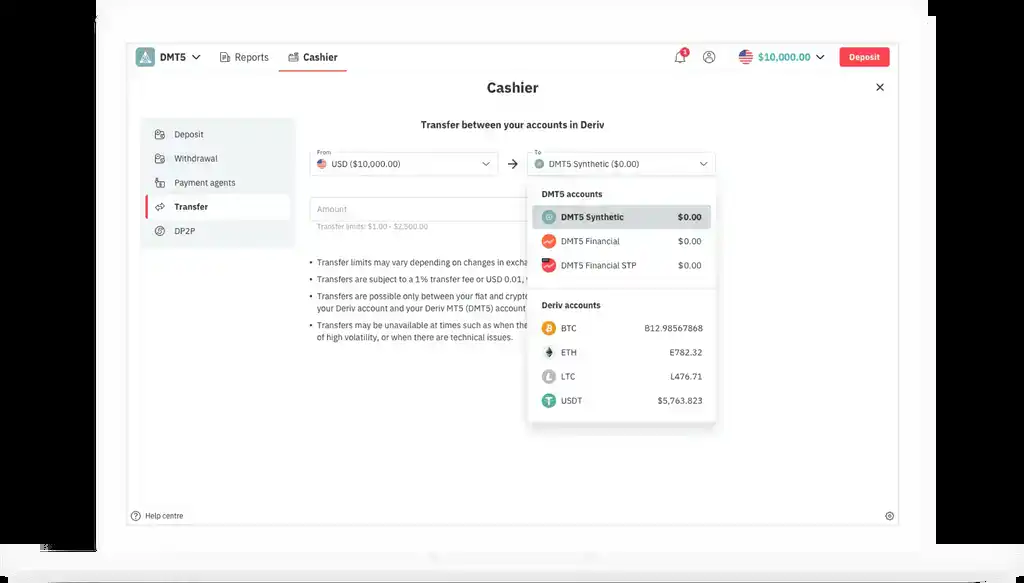 DMT5
Reports
Cashier
1
$10,000.00
Deposit
Cashier
Deposit
Withdrawal
Payment agents
Transfer
DP2P
Transfer between your accounts in Deriv
From
USD ($10,000.00)
To
DMT5 Synthetic ($0.00)
Amount
Transfer limits: $1.00 - $2,500.00
• Transfer limits may vary depending on changes in excha
• Transfers are subject to a 1% transfer fee or USD 0.01,
• Transfers are possible only between your fiat and crypt
your Deriv account and your Deriv MT5 (DMT5) account
• Transfers may be unavailable at times such as when the
of high volatility, or when there are technical issues.
DMT5 accounts
DMT5 Synthetic $0.00
DMT5 Financial $0.00
DMT5 Financial STP $0.00
Deriv accounts
BTC B12.98567868
ETH E782.32
LTC L476.71
USDT $5,763.823
Help centre